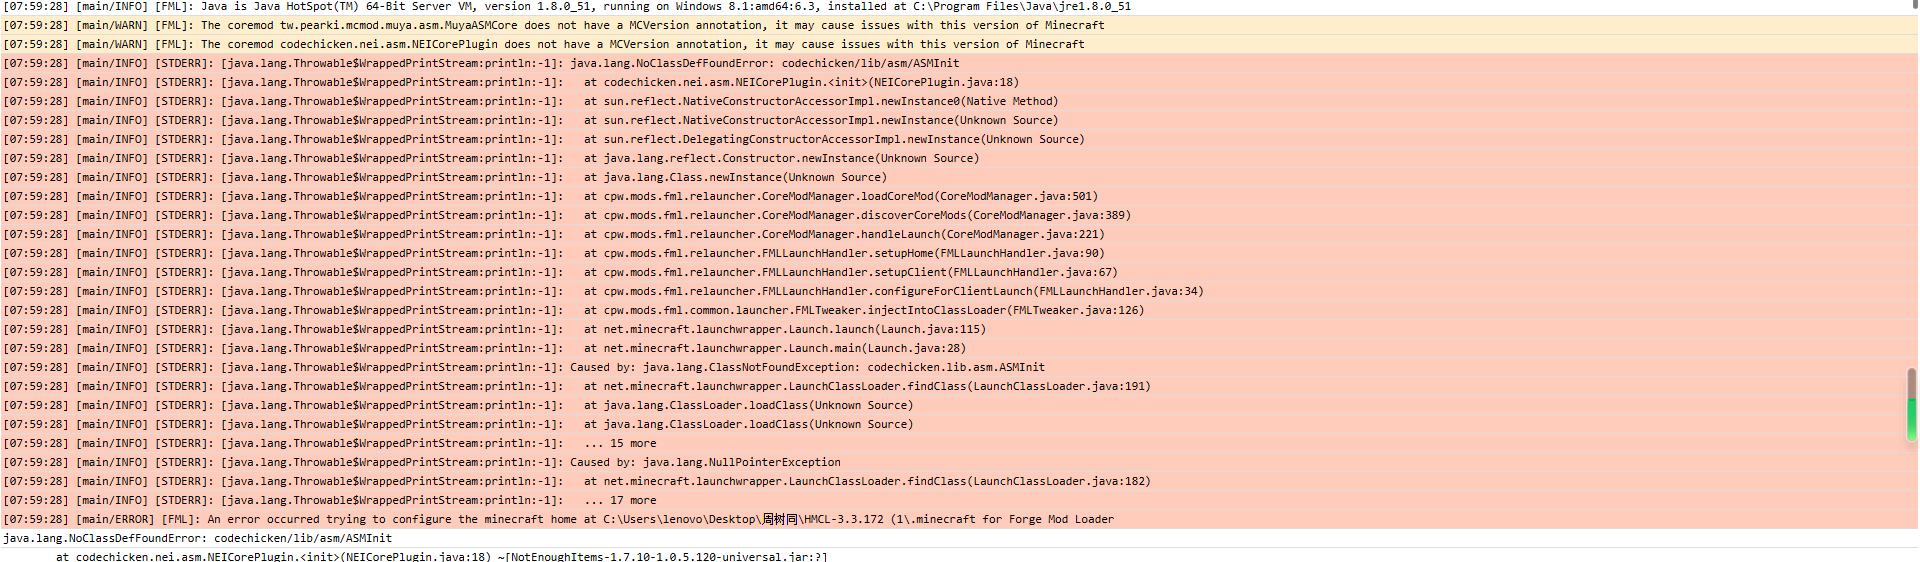 [07:59:28] [main/INFO] [FML]: Java is Java HotSpot(TM) 64-Bit Server VM, version 1.8.0_51, running on Windows 8.1:amd64:6.3, installed at C:\Program Files\Java\jre1.8.0_51
[07:59:28] [main/WARN] [FML]: The coremod tw.pearki.mcmod.muya.asm.MuyaASMCore does not have a MCVersion annotation, it may cause issues with this version of Minecraft
[07:59:28] [main/WARN] [FML]: The coremod codechicken.nei.asm.NEICorePlugin does not have a MCVersion annotation, it may cause issues with this version of Minecraft
[07:59:28] [main/INFO] [STDERR]: [java.lang.Throwable$WrappedPrintStream:println:-1]: java.lang.NoClassDefFoundError: codechicken/lib/asm/ASMInit
[07:59:28] [main/INFO] [STDERR]: [java.lang.Throwable$WrappedPrintStream:println:-1]:   at codechicken.nei.asm.NEICorePlugin.<init>(NEICorePlugin.java:18)
[07:59:28] [main/INFO] [STDERR]: [java.lang.Throwable$WrappedPrintStream:println:-1]:   at sun.reflect.NativeConstructorAccessorImpl.newInstance0(Native Method)
[07:59:28] [main/INFO] [STDERR]: [java.lang.Throwable$WrappedPrintStream:println:-1]:   at sun.reflect.NativeConstructorAccessorImpl.newInstance(Unknown Source)
[07:59:28] [main/INFO] [STDERR]: [java.lang.Throwable$WrappedPrintStream:println:-1]:   at sun.reflect.DelegatingConstructorAccessorImpl.newInstance(Unknown Source)
[07:59:28] [main/INFO] [STDERR]: [java.lang.Throwable$WrappedPrintStream:println:-1]:   at java.lang.reflect.Constructor.newInstance(Unknown Source)
[07:59:28] [main/INFO] [STDERR]: [java.lang.Throwable$WrappedPrintStream:println:-1]:   at java.lang.Class.newInstance(Unknown Source)
[07:59:28] [main/INFO] [STDERR]: [java.lang.Throwable$WrappedPrintStream:println:-1]:   at cpw.mods.fml.relauncher.CoreModManager.loadCoreMod(CoreModManager.java:501)
[07:59:28] [main/INFO] [STDERR]: [java.lang.Throwable$WrappedPrintStream:println:-1]:   at cpw.mods.fml.relauncher.CoreModManager.discoverCoreMods(CoreModManager.java:389)
[07:59:28] [main/INFO] [STDERR]: [java.lang.Throwable$WrappedPrintStream:println:-1]:   at cpw.mods.fml.relauncher.CoreModManager.handleLaunch(CoreModManager.java:221)
[07:59:28] [main/INFO] [STDERR]: [java.lang.Throwable$WrappedPrintStream:println:-1]:   at cpw.mods.fml.relauncher.FMLLaunchHandler.setupHome(FMLLaunchHandler.java:90)
[07:59:28] [main/INFO] [STDERR]: [java.lang.Throwable$WrappedPrintStream:println:-1]:   at cpw.mods.fml.relauncher.FMLLaunchHandler.setupClient(FMLLaunchHandler.java:67)
[07:59:28] [main/INFO] [STDERR]: [java.lang.Throwable$WrappedPrintStream:println:-1]:   at cpw.mods.fml.relauncher.FMLLaunchHandler.configureForClientLaunch(FMLLaunchHandler.java:34)
[07:59:28] [main/INFO] [STDERR]: [java.lang.Throwable$WrappedPrintStream:println:-1]:   at cpw.mods.fml.common.launcher.FMLTweaker.injectIntoClassLoader(FMLTweaker.java:126)
[07:59:28] [main/INFO] [STDERR]: [java.lang.Throwable$WrappedPrintStream:println:-1]:   at net.minecraft.launchwrapper.Launch.launch(Launch.java:115)
[07:59:28] [main/INFO] [STDERR]: [java.lang.Throwable$WrappedPrintStream:println:-1]:   at net.minecraft.launchwrapper.Launch.main(Launch.java:28)
[07:59:28] [main/INFO] [STDERR]: [java.lang.Throwable$WrappedPrintStream:println:-1]: Caused by: java.lang.ClassNotFoundException: codechicken.lib.asm.ASMInit
[07:59:28] [main/INFO] [STDERR]: [java.lang.Throwable$WrappedPrintStream:println:-1]:   at net.minecraft.launchwrapper.LaunchClassLoader.findClass(LaunchClassLoader.java:191)
[07:59:28] [main/INFO] [STDERR]: [java.lang.Throwable$WrappedPrintStream:println:-1]:   at java.lang.ClassLoader.loadClass(Unknown Source)
[07:59:28] [main/INFO] [STDERR]: [java.lang.Throwable$WrappedPrintStream:println:-1]:   at java.lang.ClassLoader.loadClass(Unknown Source)
[07:59:28] [main/INFO] [STDERR]: [java.lang.Throwable$WrappedPrintStream:println:-1]:   ... 15 more
[07:59:28] [main/INFO] [STDERR]: [java.lang.Throwable$WrappedPrintStream:println:-1]: Caused by: java.lang.NullPointerException
[07:59:28] [main/INFO] [STDERR]: [java.lang.Throwable$WrappedPrintStream:println:-1]:   at net.minecraft.launchwrapper.LaunchClassLoader.findClass(LaunchClassLoader.java:182)
[07:59:28] [main/INFO] [STDERR]: [java.lang.Throwable$WrappedPrintStream:println:-1]:   ... 17 more
[07:59:28] [main/ERROR] [FML]: An error occurred trying to configure the minecraft home at C:\Users\lenovo\Desktop\周树同\HMCL-3.3.172 (1\.minecraft for Forge Mod Loader
java.lang.NoClassDefFoundError: codechicken/lib/asm/ASMInit
at codechicken.nei.asm.NEICorePlugin.<init>(NEICorePlugin.java:18) ~[NotEnoughItems-1.7.10-1.0.5.120-universal.jar:?]